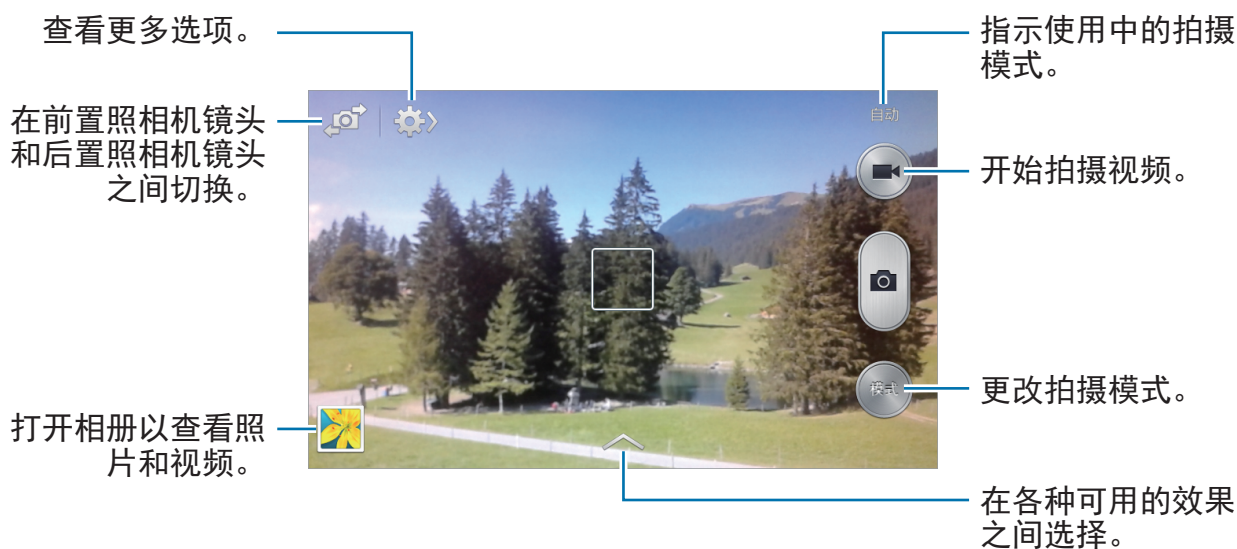 查看更多选项。
在前置照相机镜头
和后置照相机镜头
之间切换。
打开相册以查看照
片和视频。
指示使用中的拍摄
模式。
自动
开始拍摄视频。
模式
更改拍摄模式。
在各种可用的效果
之间选择。